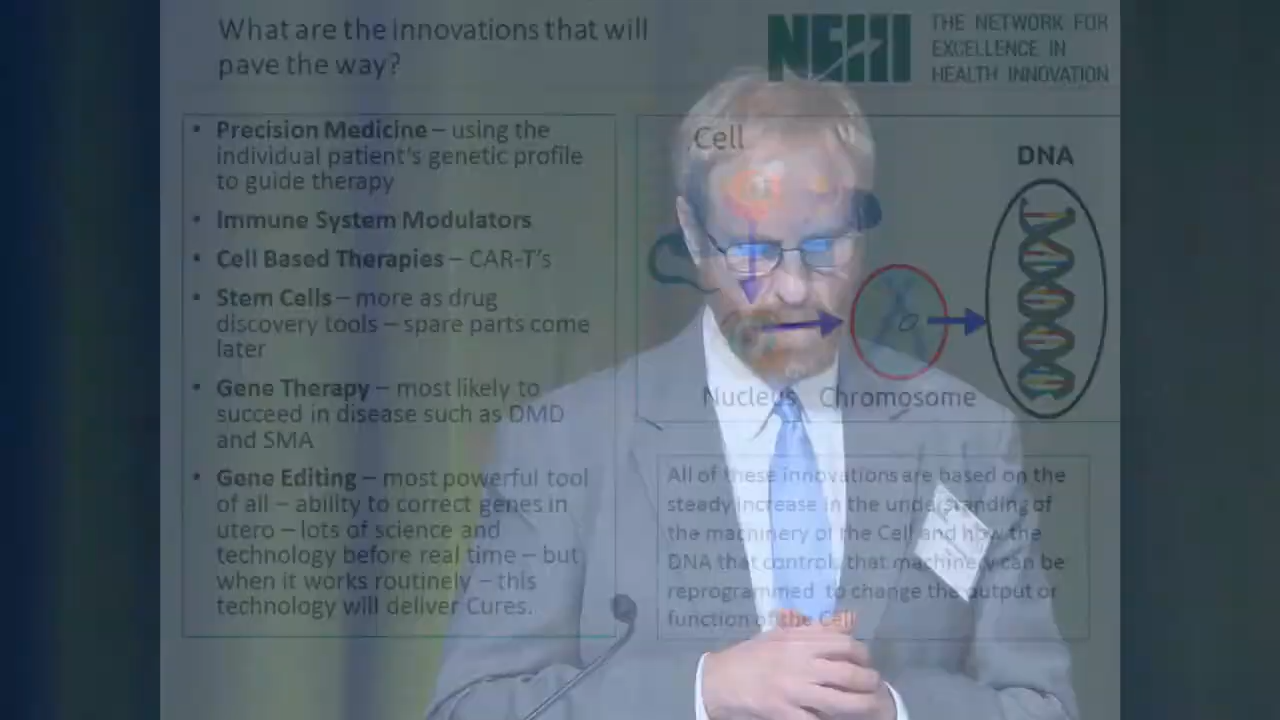 What are the innovations that will
pave the way?
NEHI
THE NETWORK FOR
EXCELLENCE IN
HEALTH INNOVATION
• Precision Medicine – using the
individual patient's genetic profile
to guide therapy
• Immune System Modulators
• Cell Based Therapies – CAR-T's
• Stem Cells – more as drug
discovery tools – spare parts come
later
• Gene Therapy – most likely to
succeed in disease such as DMD
and SMA
• Gene Editing – most powerful tool
of all – ability to correct genes in
utero – lots of science and
technology before real time – but
when it works routinely – this
technology will deliver Cures.
Cell
DNA
Nucleus
Chromosome
All of these innovations are based on the
steady increase in the understanding of
the machinery of the Cell and how the
DNA that controls that machinery can be
reprogrammed to change the output or
function of the Cell